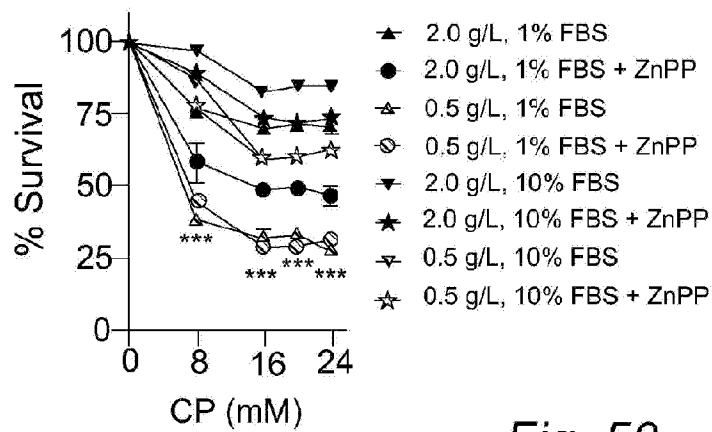 % Survival
100
75
50
25
0
0 8 16 24
CP (mM)
***
***
***
***
2.0 g/L, 1% FBS
2.0 g/L, 1% FBS + ZnPP
0.5 g/L, 1% FBS
0.5 g/L, 1% FBS + ZnPP
2.0 g/L, 10% FBS
2.0 g/L, 10% FBS + ZnPP
0.5 g/L, 10% FBS
0.5 g/L, 10% FBS + ZnPP